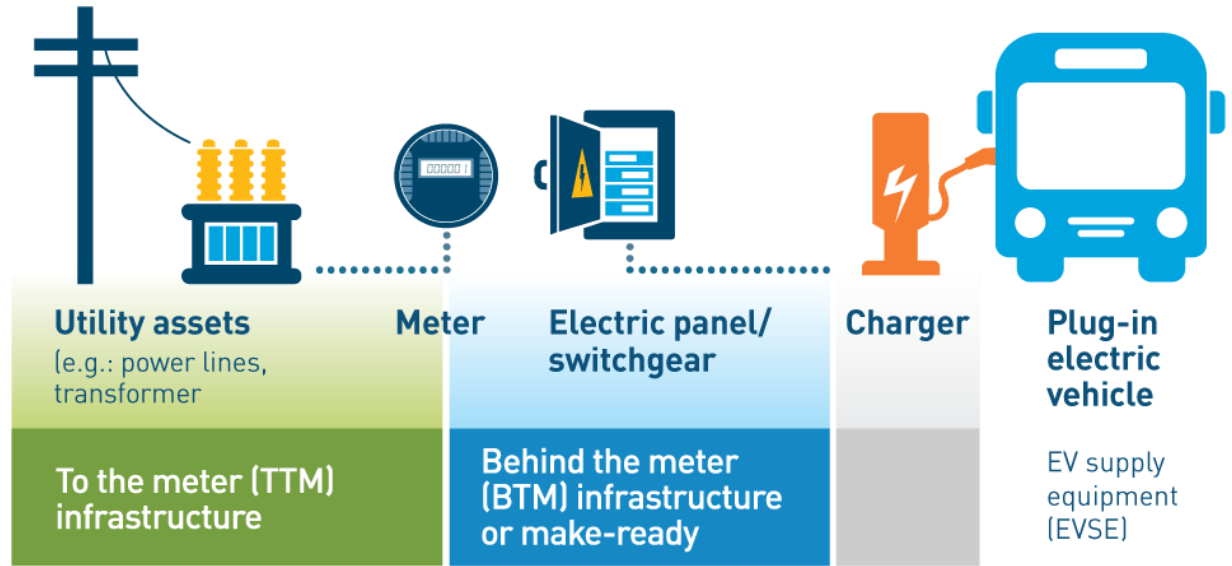 000001
Utility assets
(e.g.: power lines,
transformer
Meter
Electric panel/
switchgear
Charger
Plug-in
electric
vehicle
To the meter (TTM)
infrastructure
Behind the meter
(BTM) infrastructure
or make-ready
EV supply
equipment
(EVSE)